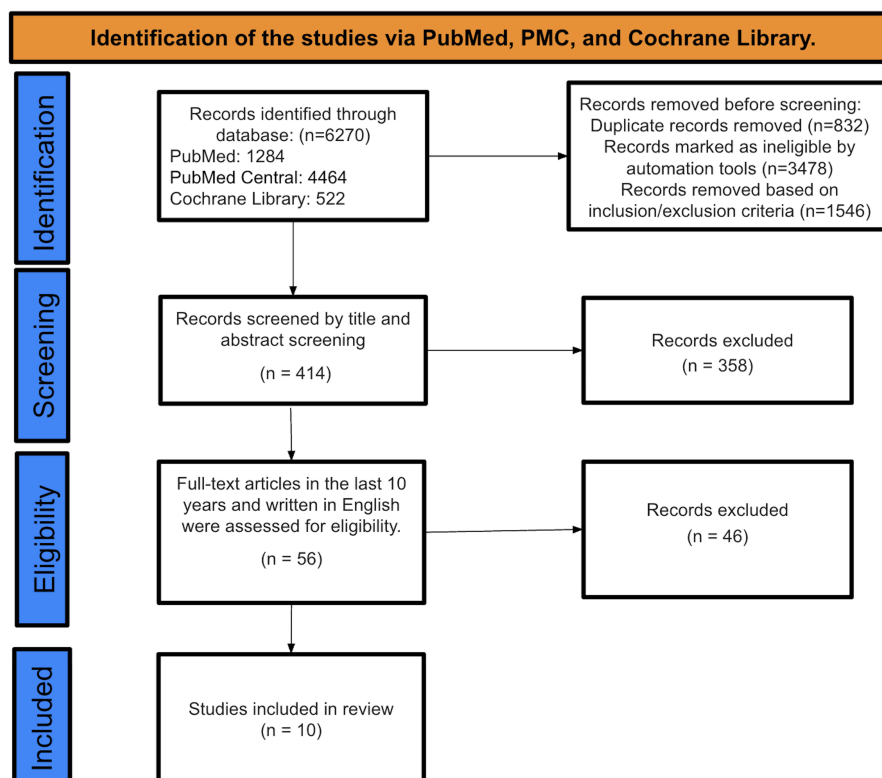 Identification of the studies via PubMed, PMC, and Cochrane Library.
Identification
Records identified through
database: (n=6270)
PubMed: 1284
PubMed Central: 4464
Cochrane Library: 522
Records removed before screening:
Duplicate records removed (n=832)
Records marked as ineligible by
automation tools (n=3478)
Records removed based on
inclusion/exclusion criteria (n=1546)
Screening
Records screened by title and
abstract screening
(n = 414)
Records excluded
(n = 358)
Eligibility
Full-text articles in the last 10
years and written in English
were assessed for eligibility.
(n = 56)
Records excluded
(n = 46)
Included
Studies included in review
(n = 10)